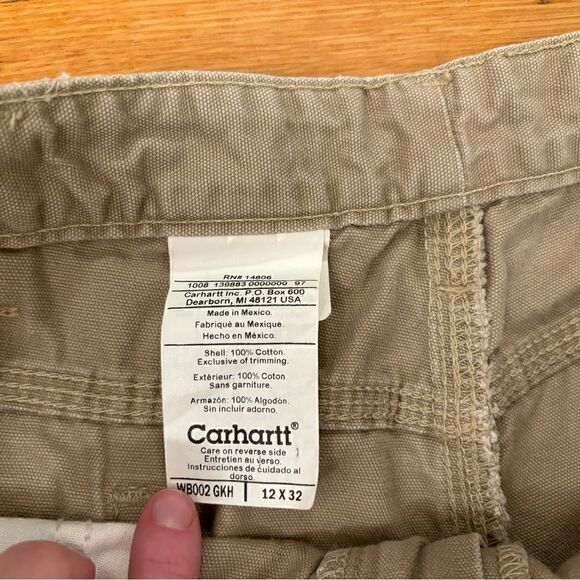 RN# 14806
1008 139883 0000000 97
Carhartt Inc. P.O. Box 600
Dearborn, MI 48121 USA
Made in Mexico.
Fabriqué au Mexique.
Hecho en México.
Shell: 100% Cotton.
Exclusive of trimming.
Extérieur: 100% Coton.
Sans garniture.
Armazón: 100% Algodón.
Sin incluir adorno.
Carhartt®
Care on reverse side
Entretien au verso.
Instrucciones de cuidado al
dorso.
WB002 GKH 12 X 32